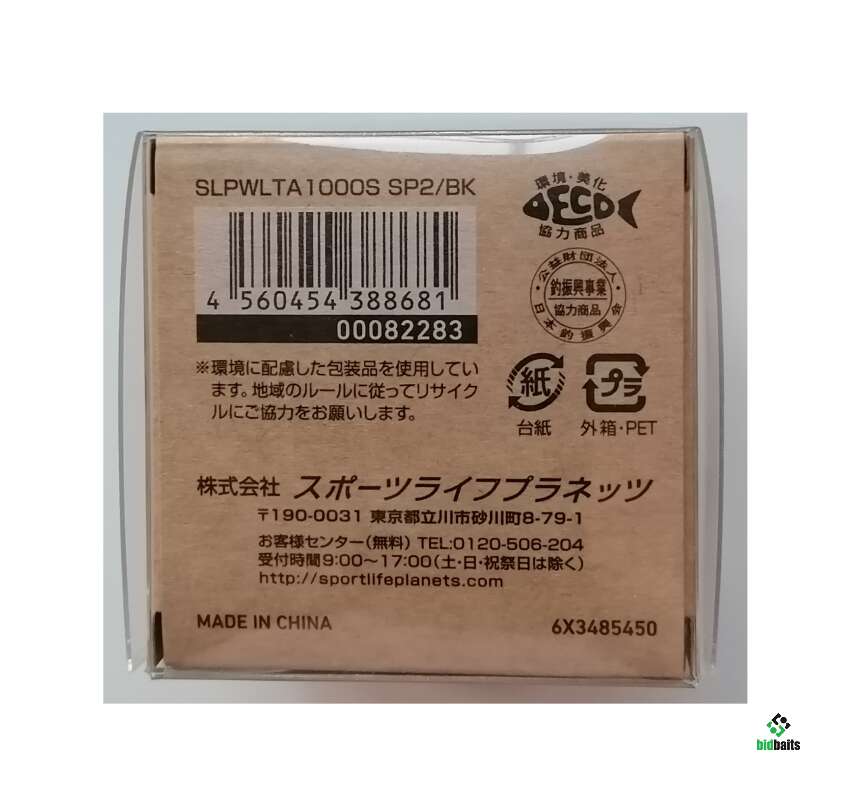 SLPWLTA1000S SP2/BK
4 560454 388681
00082283
環境・美化
ECO
協力商品
公益財団法人
釣振興事業
協力商品
日本釣振興会
※環境に配慮した包装品を使用してい
ます。地域のルールに従ってリサイク
ルにご協力をお願いします。
紙
プラ
台紙
外箱・PET
株式会社 スポーツライフプラネッツ
〒190-0031 東京都立川市砂川町8-79-1
お客様センター(無料) TEL:0120-506-204
受付時間9:00~17:00(土・日・祝祭日は除く)
http://sportlifeplanets.com
MADE IN CHINA
6X3485450
bidbaits